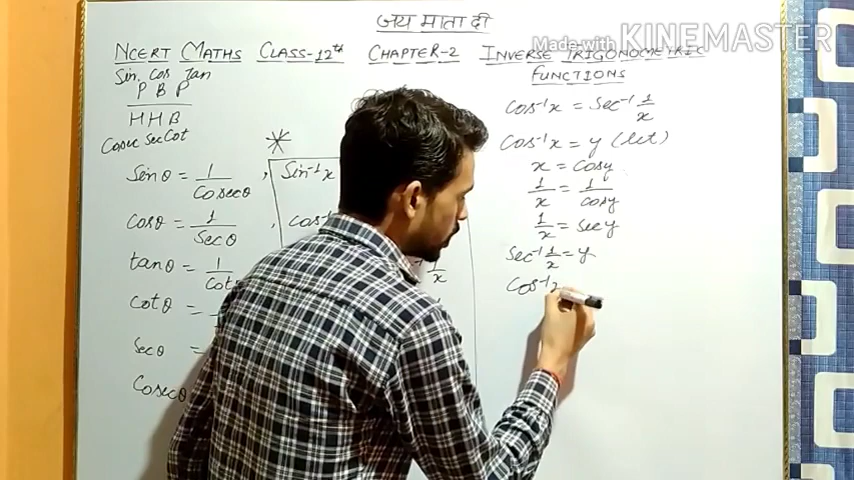 जय माता दी
Made with KINEMASTER
NCERT MATHS CLASS-12th CHAPTER-2 INVERSE TRIGONOMETRIC FUNCTIONS
Sin Cos Tan
P B P
H H B
Cosec Sec Cot
Sinθ = 1/Cosecθ , Sin⁻¹x
Cosθ = 1/Secθ , Cos⁻¹
tanθ = 1/Cotθ
Cotθ =
Secθ =
Cosecθ
1/x
Cos⁻¹x = Sec⁻¹ 1/x
Cos⁻¹x = y (let)
x = Cosy
1/x = 1/Cosy
1/x = Secy
Sec⁻¹ 1/x = y
Cos⁻¹x